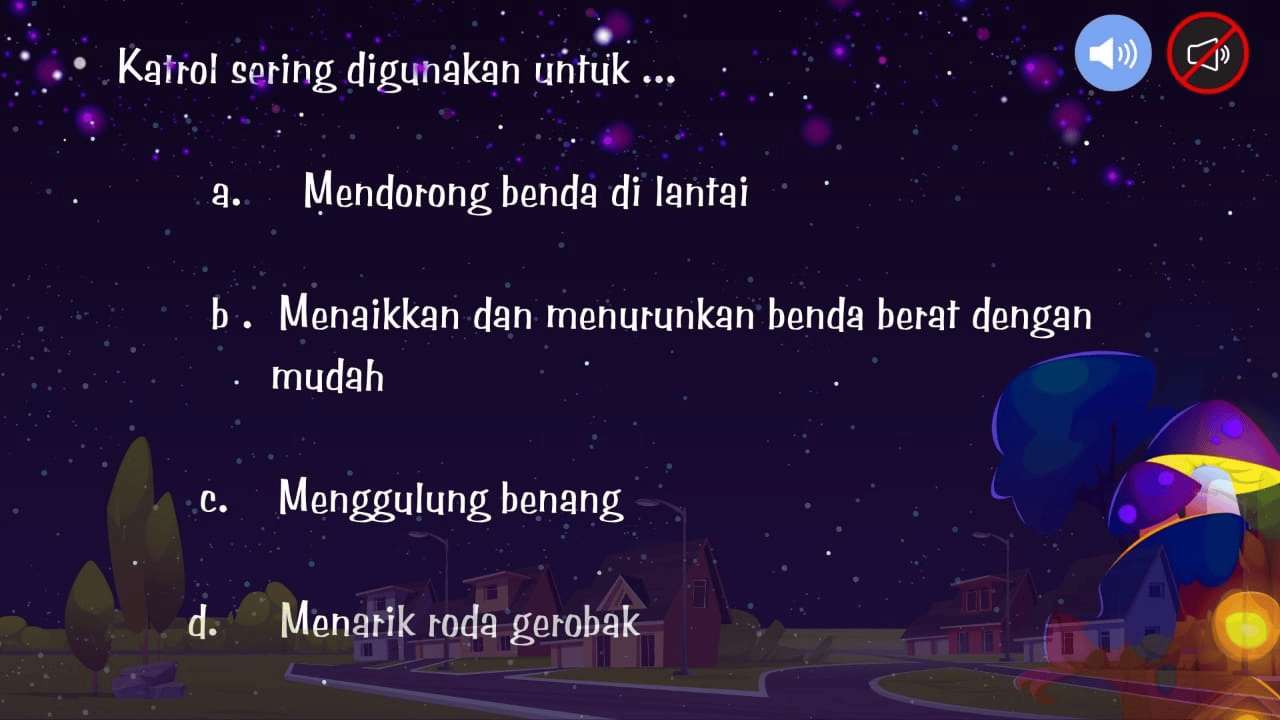 • Katrol sering digunakan untuk ...
a. Mendorong benda di lantai
b . Menaikkan dan menurunkan benda berat dengan
mudah
c. Menggulung benang
d. Menarik roda gerobak